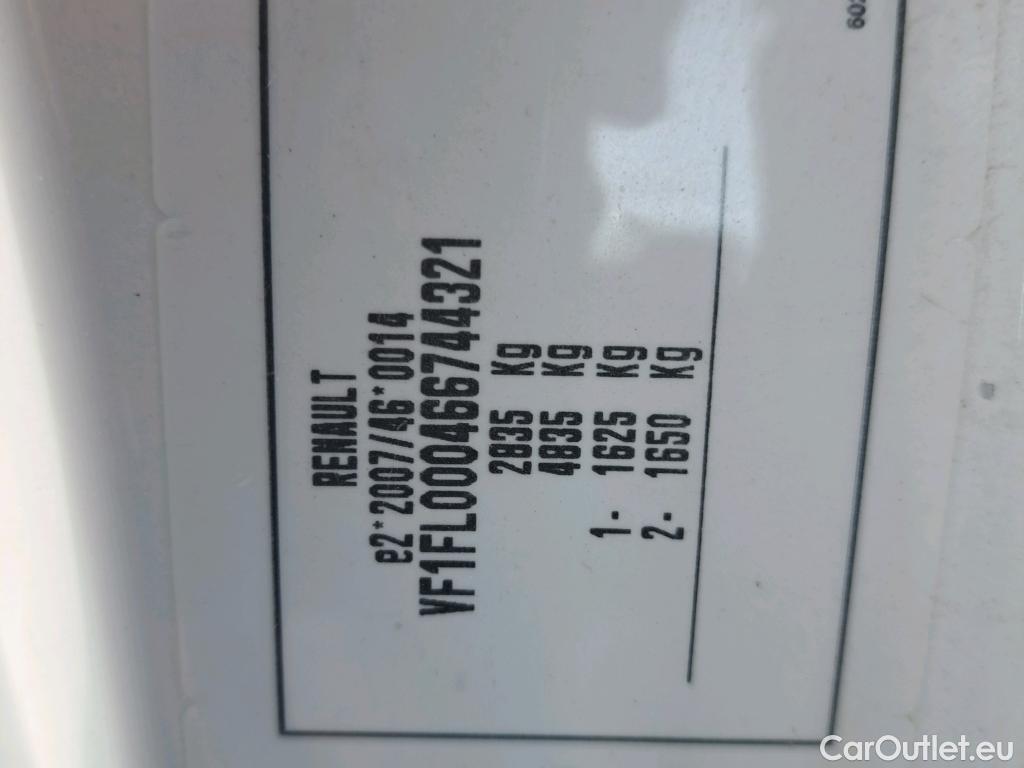 RENAULT
e2*2007/46*0014
VF1FL000466744321
2835 Kg
4835 Kg
1- 1625 Kg
2- 1650 Kg
CarOutlet.eu